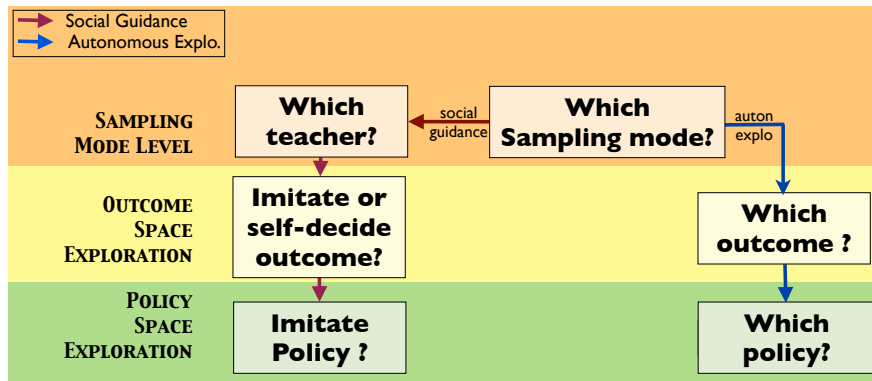 Social Guidance
Autonomous Explo.
SAMPLING
MODE LEVEL
Which
teacher?
social
guidance
Which
Sampling mode?
auton
explo
OUTCOME
SPACE
EXPLORATION
Imitate or
self-decide
outcome?
Which
outcome ?
POLICY
SPACE
EXPLORATION
Imitate
Policy ?
Which
policy?